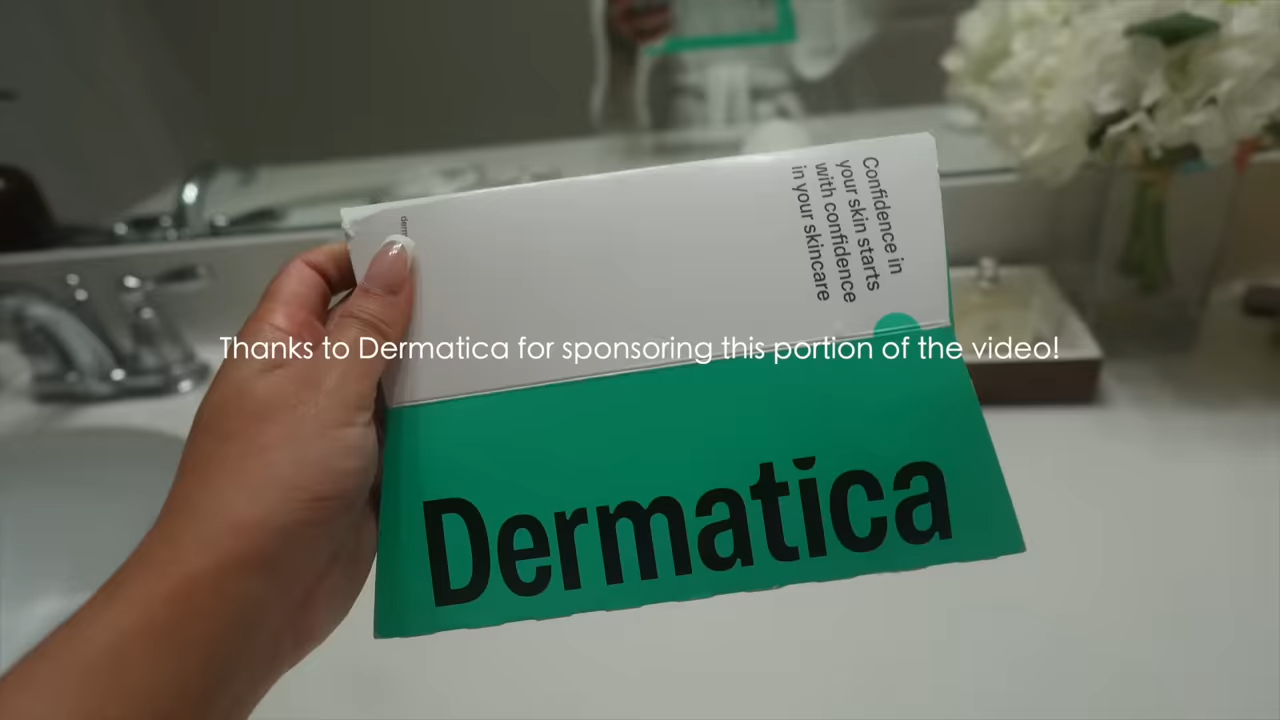 Confidence in
your skin starts
with confidence
in your skincare
Thanks to Dermatica for sponsoring this portion of the video!
Dermatica